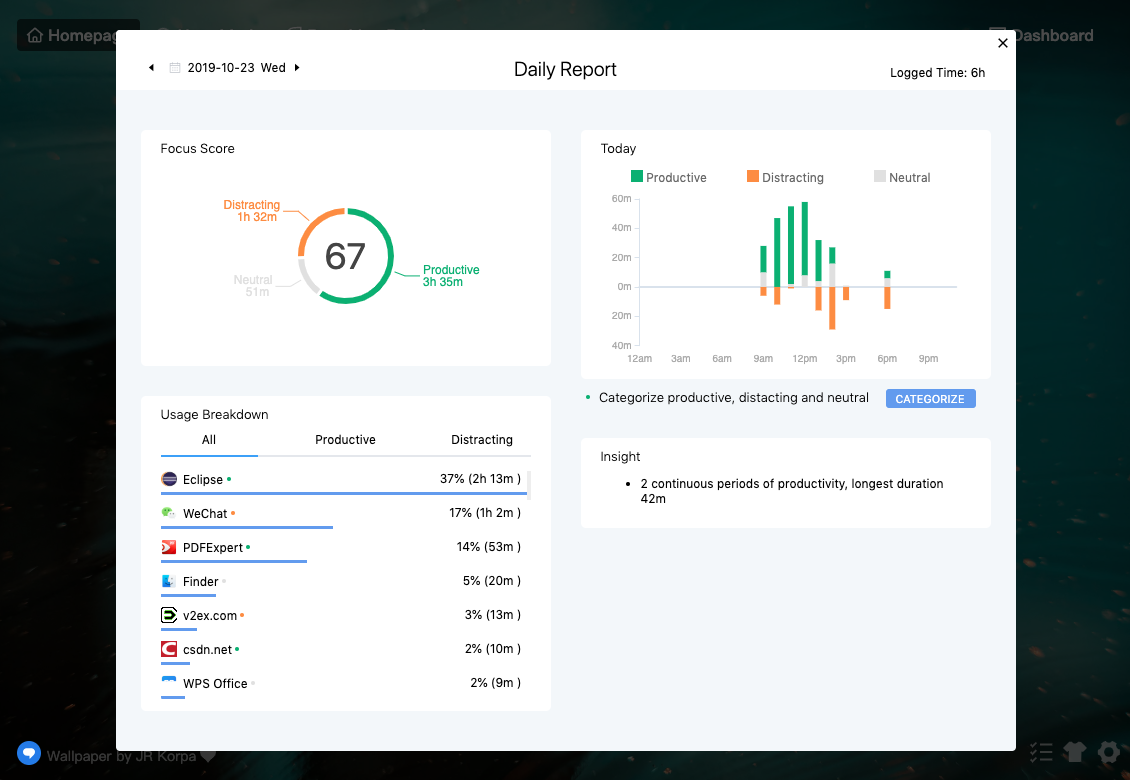 Homepag
Dashboard
2019-10-23 Wed
Daily Report
Logged Time: 6h
Focus Score
Distracting
1h 32m
67
Neutral
51m
Productive
3h 35m
Today
Productive
Distracting
Neutral
60m
40m
20m
0m
20m
40m
12am 3am 6am 9am 12pm 3pm 6pm 9pm
Categorize productive, distacting and neutral
CATEGORIZE
Usage Breakdown
All Productive Distracting
Eclipse 37% (2h 13m )
WeChat 17% (1h 2m )
PDFExpert 14% (53m )
Finder 5% (20m )
v2ex.com 3% (13m )
csdn.net 2% (10m )
WPS Office 2% (9m )
Insight
2 continuous periods of productivity, longest duration
42m
Wallpaper by JR Korpa